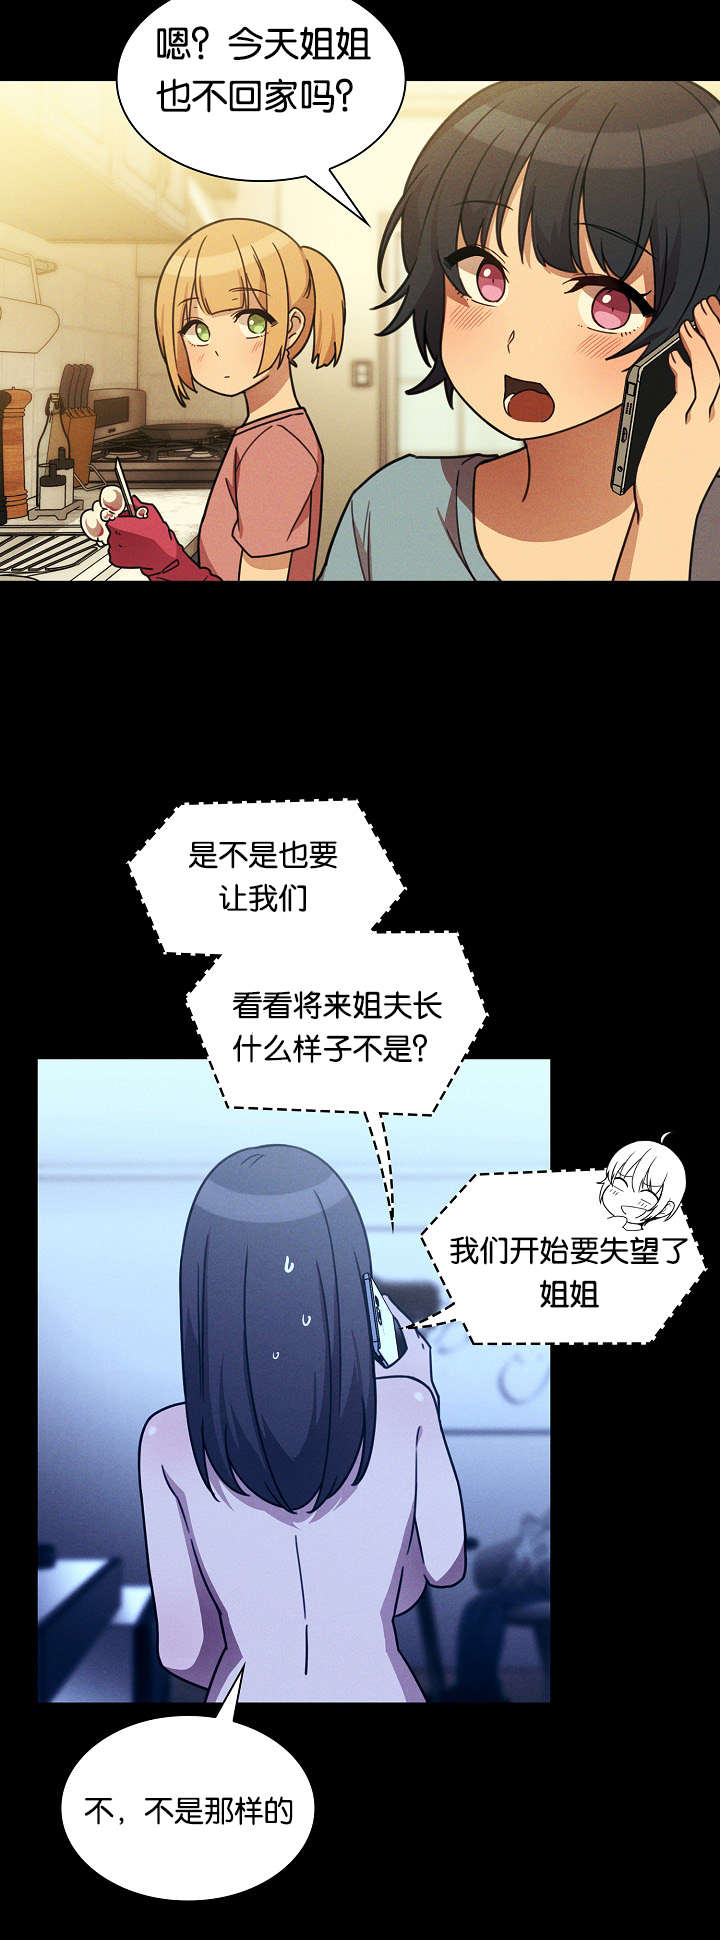 嗯？今天姐姐
也不回家吗？
是不是也要
让我们
看看将来姐夫长
什么样子不是？
我们开始要失望了
姐姐
不，不是那样的